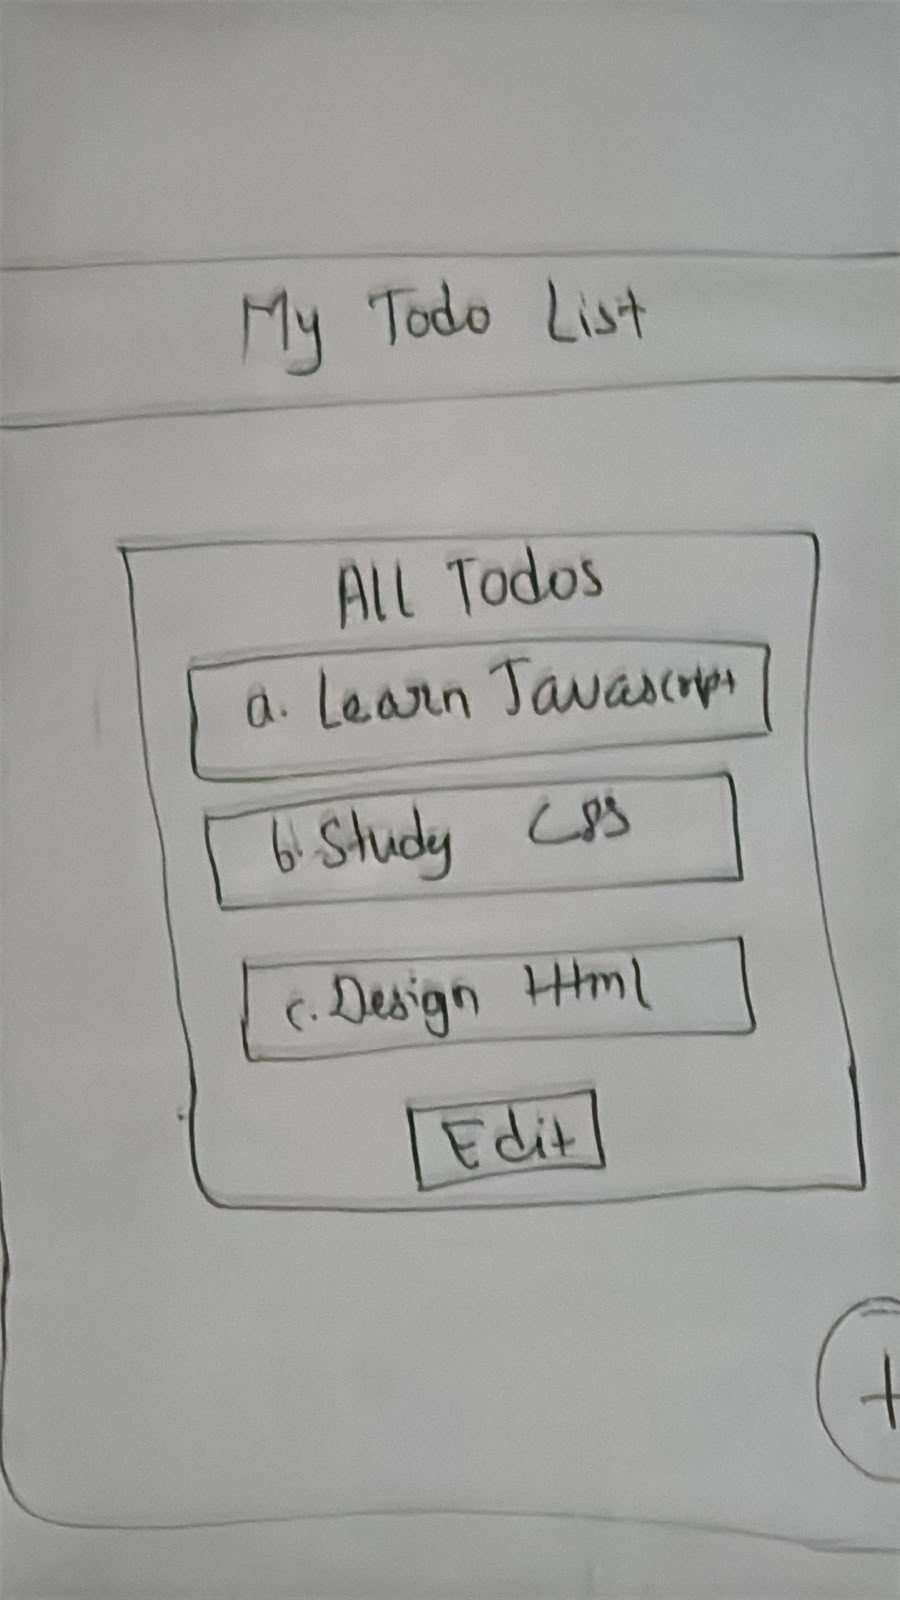 My Todo List
All Todos
a. Learn Javascript
b. Study CSS
c. Design Html
Edit
+